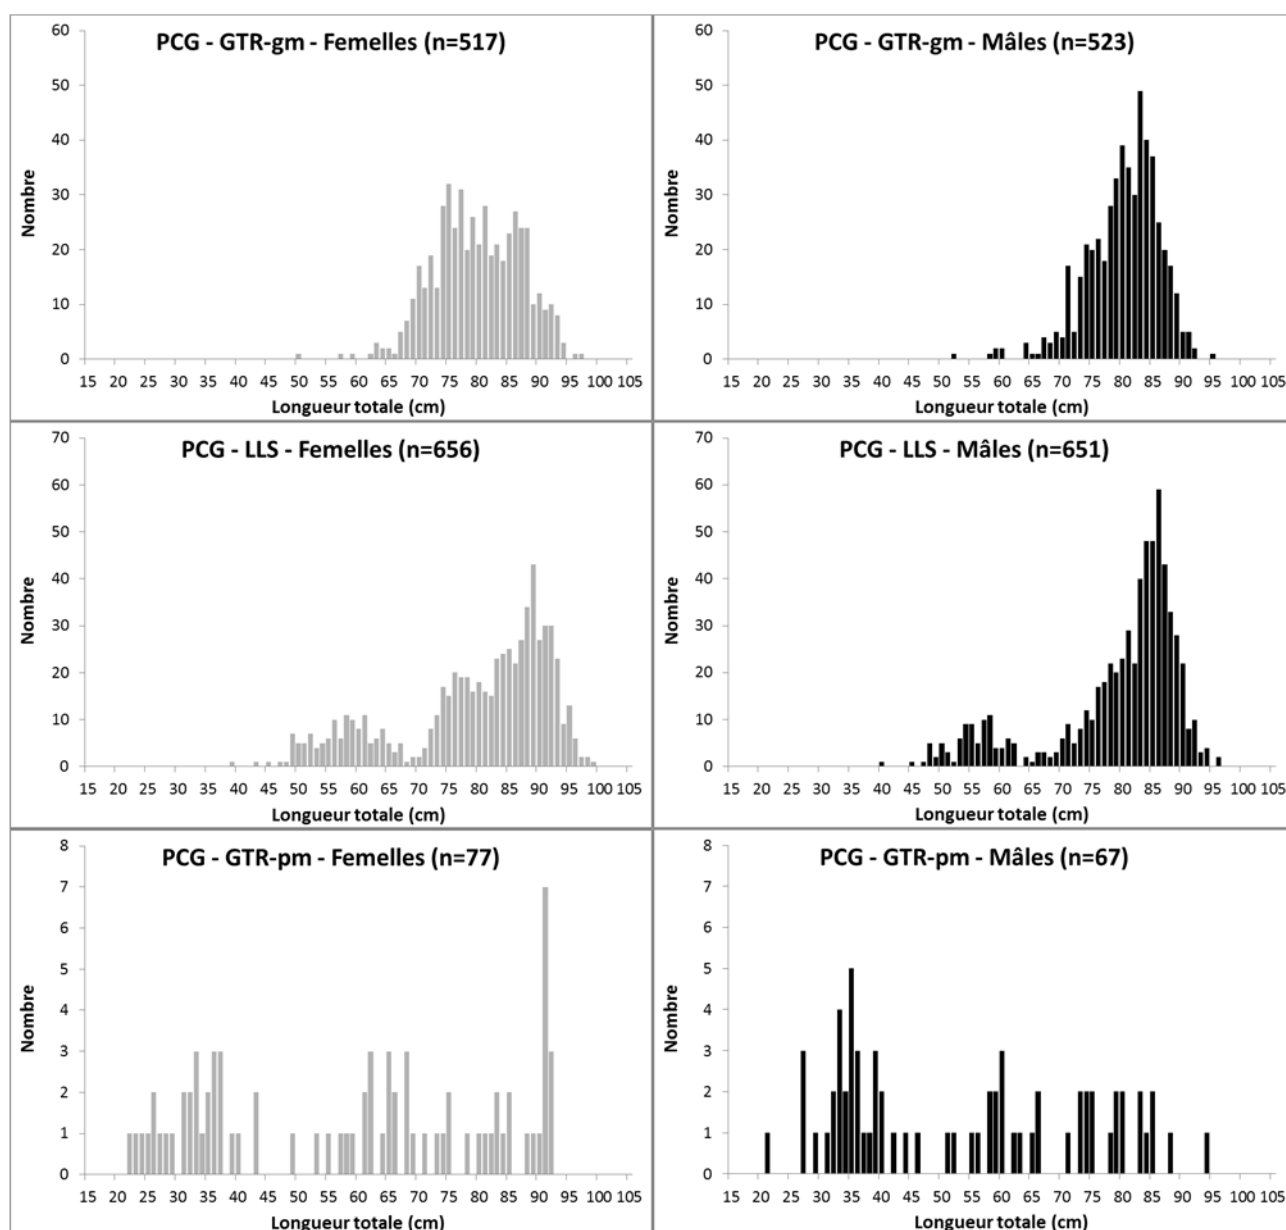 PCG - GTR-gm - Femelles (n=517)
60
50
40
30
20
10
0
Nombre
15 20 25 30 35 40 45 50 55 60 65 70 75 80 85 90 95 100 105
Longueur totale (cm)
PCG - GTR-gm - Mâles (n=523)
60
50
40
30
20
10
0
Nombre
15 20 25 30 35 40 45 50 55 60 65 70 75 80 85 90 95 100 105
Longueur totale (cm)
PCG - LLS - Femelles (n=656)
70
60
50
40
30
20
10
0
Nombre
15 20 25 30 35 40 45 50 55 60 65 70 75 80 85 90 95 100 105
Longueur totale (cm)
PCG - LLS - Mâles (n=651)
70
60
50
40
30
20
10
0
Nombre
15 20 25 30 35 40 45 50 55 60 65 70 75 80 85 90 95 100 105
Longueur totale (cm)
PCG - GTR-pm - Femelles (n=77)
8
7
6
5
4
3
2
1
0
Nombre
15 20 25 30 35 40 45 50 55 60 65 70 75 80 85 90 95 100 105
Longueur totale (cm)
PCG - GTR-pm - Mâles (n=67)
8
7
6
5
4
3
2
1
0
Nombre
15 20 25 30 35 40 45 50 55 60 65 70 75 80 85 90 95 100 105
Longueur totale (cm)